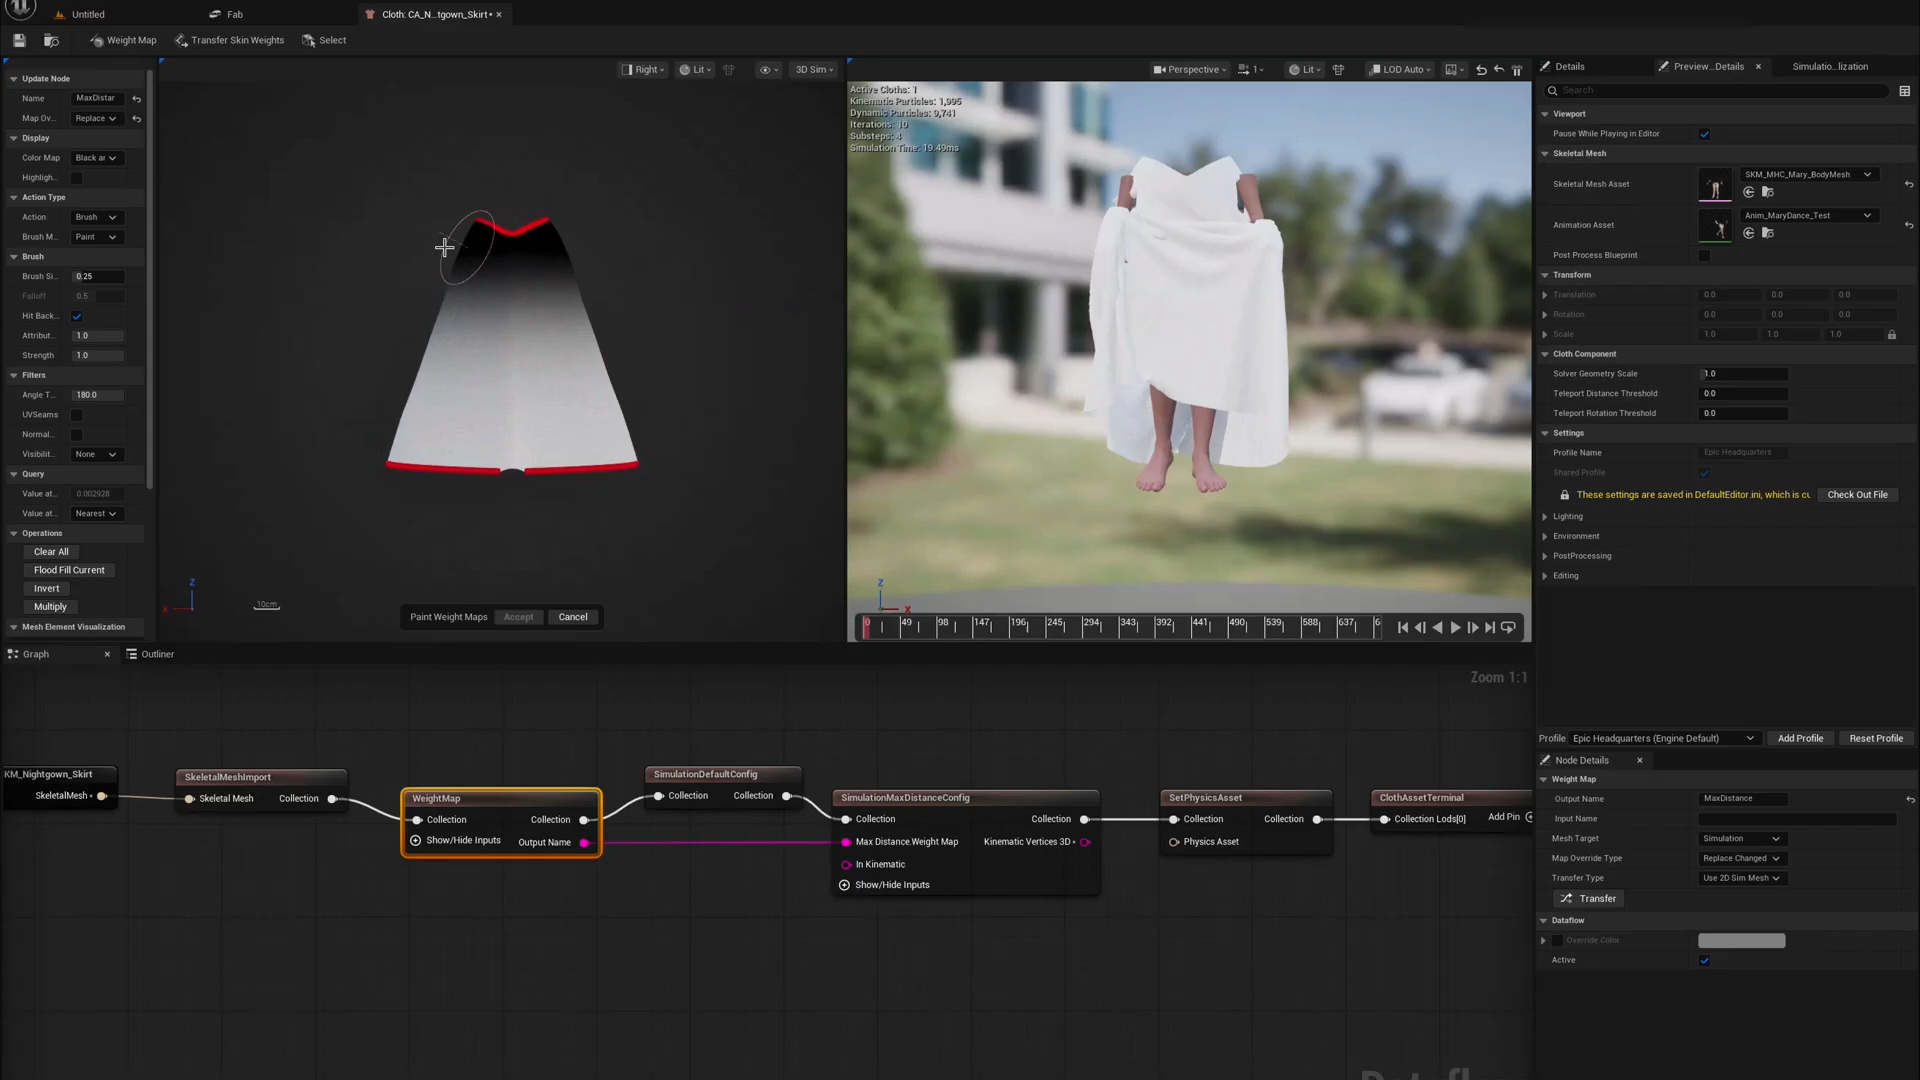 Untitled
Fab
Cloth: CA_N...tgown_Skirt•
Weight Map
Transfer Skin Weights
Select
Update Node
Name MaxDistar
Map Ov... Replace
Display
Color Map Black ar
Highligh...
Action Type
Action Brush
Brush M... Paint
Brush
Brush Si... 0.25
Falloff 0.5
Hit Back...
Attribut... 1.0
Strength 1.0
Filters
Angle T... 180.0
UVSeams
Normal...
Visibilit... None
Query
Value at... 0.002928
Value at... Nearest
Operations
Clear All
Flood Fill Current
Invert
Multiply
Mesh Element Visualization
Right
Lit
3D Sim
Z
X
10cm
Paint Weight Maps Accept Cancel
Perspective
1
Lit
LOD Auto
Active Cloths: 1
Kinematic Particles: 1,995
Dynamic Particles: 9,741
Iterations: 10
Substeps: 4
Simulation Time: 19.49ms
Z
X
0 49 98 147 196 245 294 343 392 441 490 539 588 637 6
Details
Preview...Details
Simulatio...lization
Search
Viewport
Pause While Playing in Editor
Skeletal Mesh
Skeletal Mesh Asset SKM_MHC_Mary_BodyMesh
Animation Asset Anim_MaryDance_Test
Post Process Blueprint
Transform
Translation 0.0 0.0 0.0
Rotation 0.0 0.0 0.0
Scale 1.0 1.0 1.0
Cloth Component
Solver Geometry Scale 1.0
Teleport Distance Threshold 0.0
Teleport Rotation Threshold 0.0
Settings
Profile Name Epic Headquarters
Shared Profile
These settings are saved in DefaultEditor.ini, which is cu Check Out File
Lighting
Environment
PostProcessing
Editing
Profile Epic Headquarters (Engine Default) Add Profile Reset Profile
Node Details
Weight Map
Output Name MaxDistance
Input Name
Mesh Target Simulation
Map Override Type Replace Changed
Transfer Type Use 2D Sim Mesh
Transfer
Dataflow
Override Color
Active
Graph
Outliner
Zoom 1:1
KM_Nightgown_Skirt
SkeletalMesh
SkeletalMeshImport
Skeletal Mesh Collection
WeightMap
Collection Collection
Show/Hide Inputs Output Name
SimulationDefaultConfig
Collection Collection
SimulationMaxDistanceConfig
Collection Collection
Max Distance.Weight Map Kinematic Vertices 3D
In Kinematic
Show/Hide Inputs
SetPhysicsAsset
Collection Collection
Physics Asset
ClothAssetTerminal
Collection Lods[0] Add Pin